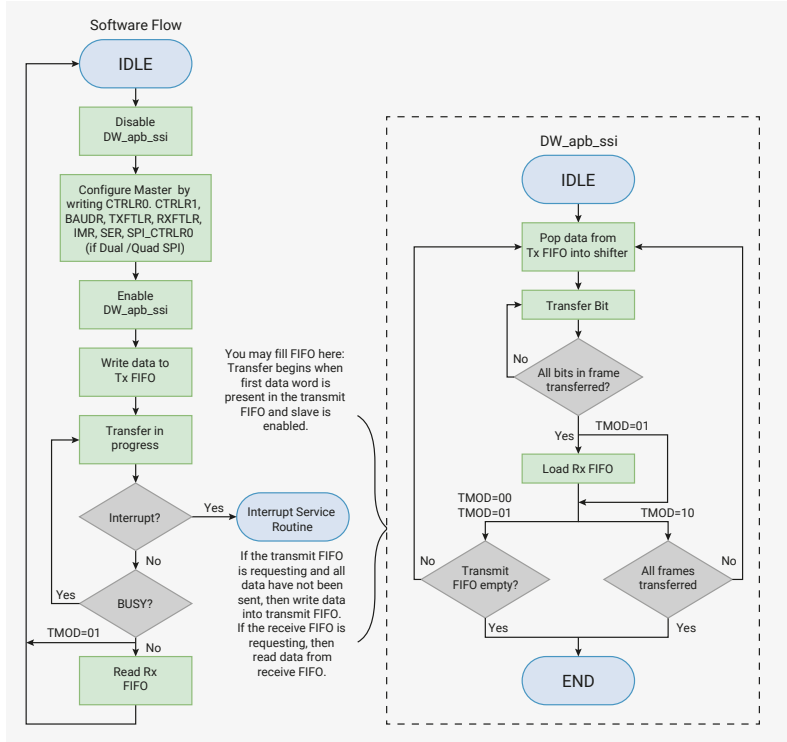 Software Flow
IDLE
Disable
DW_apb_ssi
Configure Master by
writing CTRLR0. CTRLR1,
BAUDR, TXFTLR, RXFTLR,
IMR, SER, SPI_CTRLR0
(if Dual /Quad SPI)
Enable
DW_apb_ssi
Write data to
Tx FIFO
Transfer in
progress
Interrupt?
Yes
Interrupt Service
Routine
No
BUSY?
Yes
TMOD=01
No
Read Rx
FIFO
You may fill FIFO here:
Transfer begins when
first data word is
present in the transmit
FIFO and slave is
enabled.
If the transmit FIFO
is requesting and all
data have not been
sent, then write data
into transmit FIFO.
If the receive FIFO is
requesting, then
read data from
receive FIFO.
DW_apb_ssi
IDLE
Pop data from
Tx FIFO into shifter
Transfer Bit
No
All bits in frame
transferred?
Yes
TMOD=01
Load Rx FIFO
TMOD=00
TMOD=01
TMOD=10
No
Transmit
FIFO empty?
All frames
transferred
No
Yes
Yes
END